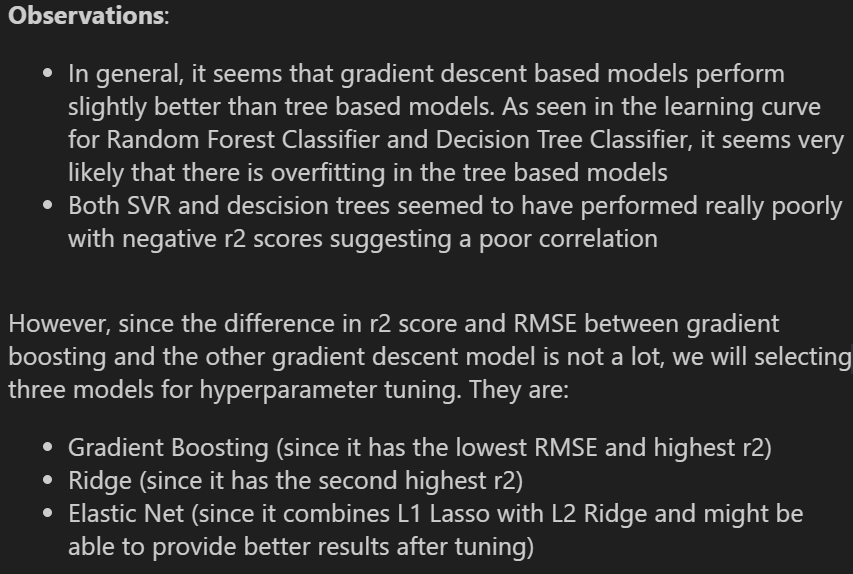 Observations:
• In general, it seems that gradient descent based models perform
slightly better than tree based models. As seen in the learning curve
for Random Forest Classifier and Decision Tree Classifier, it seems very
likely that there is overfitting in the tree based models
• Both SVR and descision trees seemed to have performed really poorly
with negative r2 scores suggesting a poor correlation
However, since the difference in r2 score and RMSE between gradient
boosting and the other gradient descent model is not a lot, we will selecting
three models for hyperparameter tuning. They are:
• Gradient Boosting (since it has the lowest RMSE and highest r2)
• Ridge (since it has the second highest r2)
• Elastic Net (since it combines L1 Lasso with L2 Ridge and might be
able to provide better results after tuning)